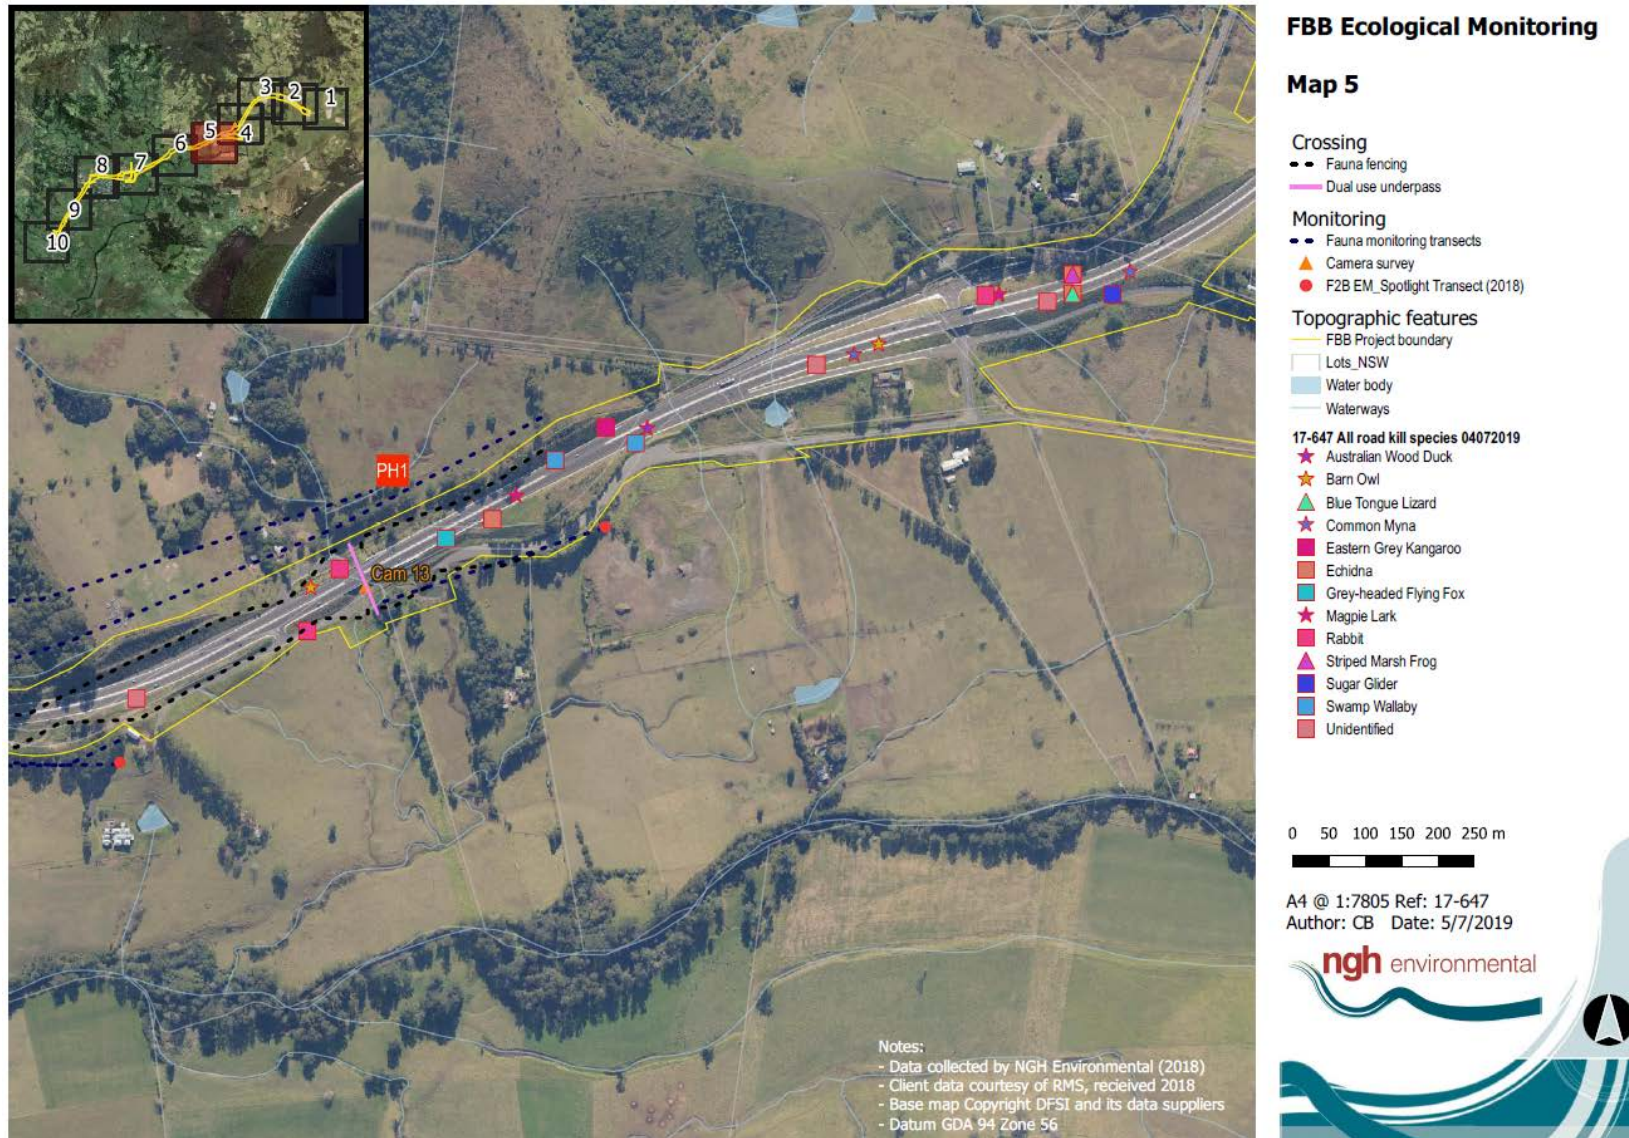 FBB Ecological Monitoring
Map 5
Crossing
Fauna fencing
Dual use underpass
Monitoring
Fauna monitoring transects
Camera survey
F2B EM_Spotlight Transect (2018)
Topographic features
FBB Project boundary
Lots_NSW
Water body
Waterways
17-647 All road kill species 04072019
Australian Wood Duck
Barn Owl
Blue Tongue Lizard
Common Myna
Eastern Grey Kangaroo
Echidna
Grey-headed Flying Fox
Magpie Lark
Rabbit
Striped Marsh Frog
Sugar Glider
Swamp Wallaby
Unidentified
0 50 100 150 200 250 m
A4 @ 1:7805 Ref: 17-647
Author: CB Date: 5/7/2019
ngh environmental
1
2
3
4
5
6
7
8
9
10
PH1
Cam 13
Notes:
- Data collected by NGH Environmental (2018)
- Client data courtesy of RMS, recieived 2018
- Base map Copyright DFSI and its data suppliers
- Datum GDA 94 Zone 56